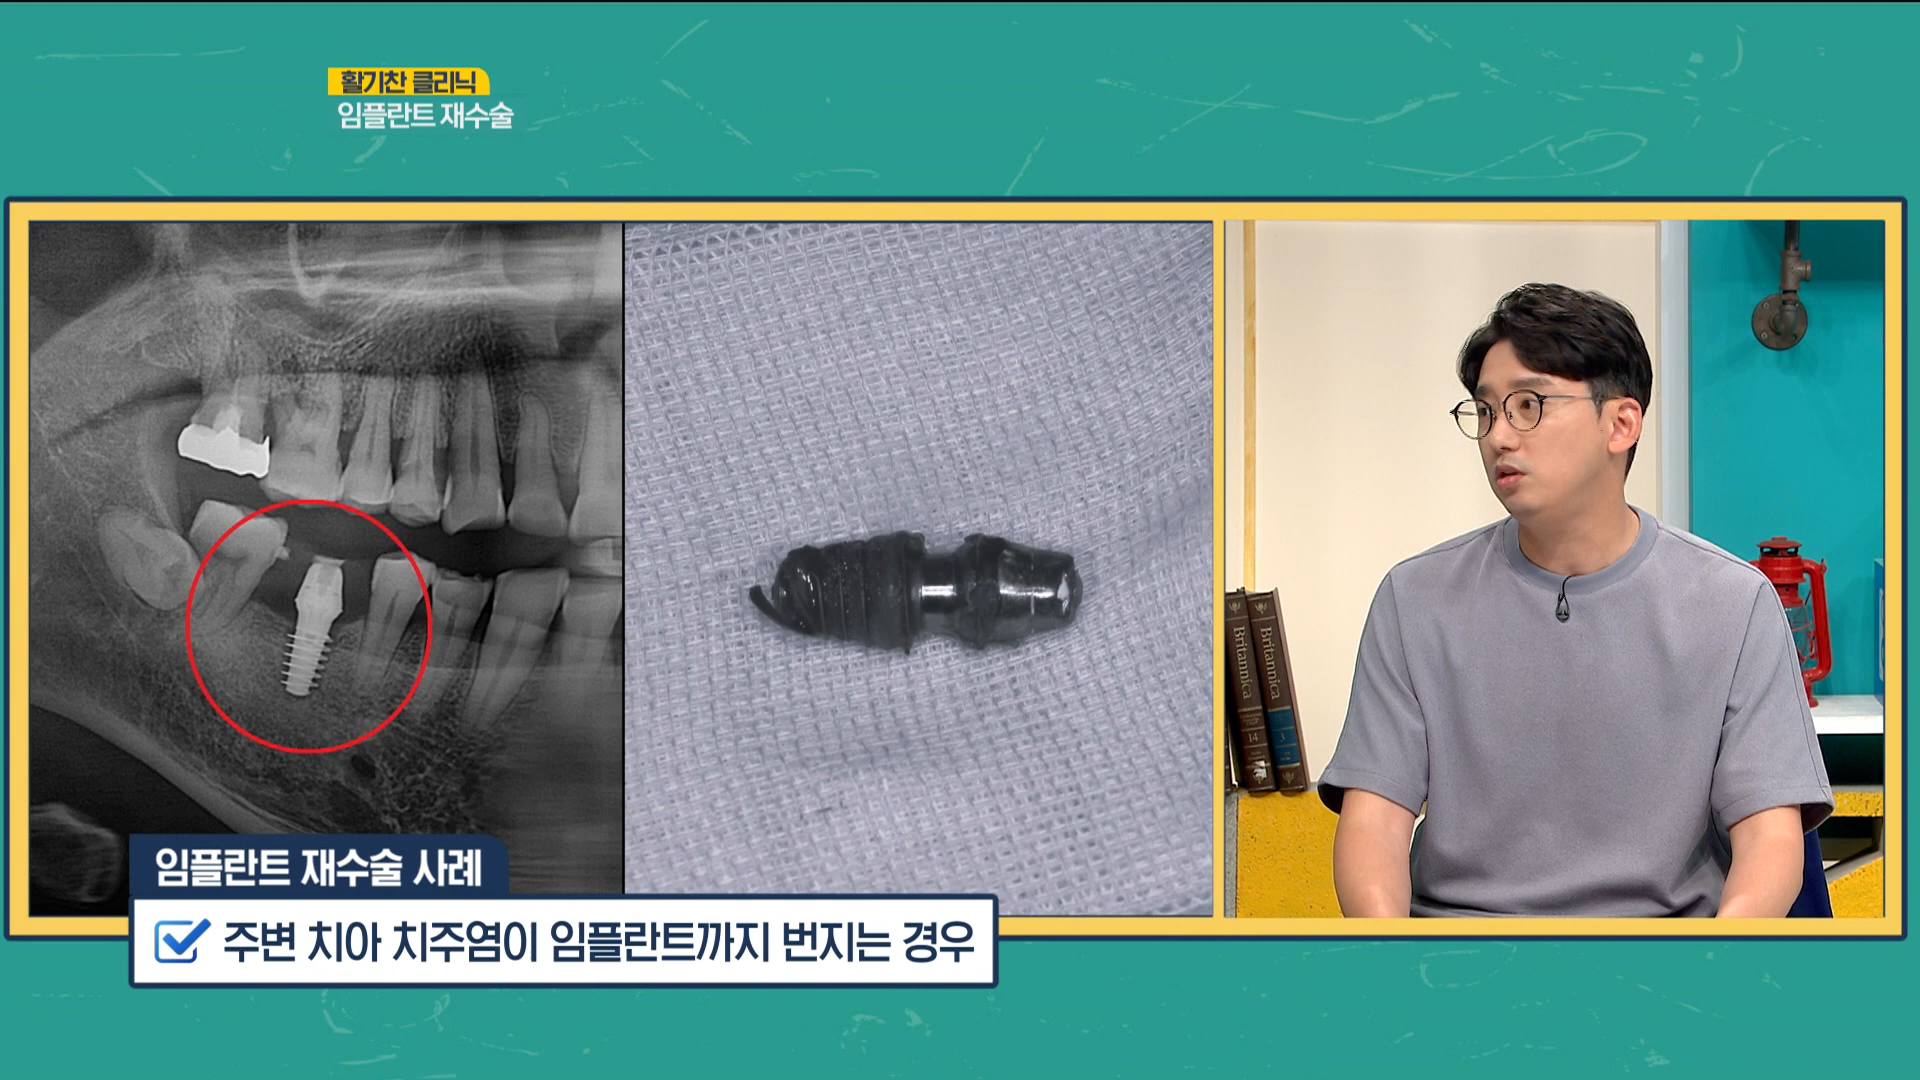 활기찬 클리닉
임플란트 재수술
Britannica
14
Britannica
3
임플란트 재수술 사례
주변 치아 치주염이 임플란트까지 번지는 경우